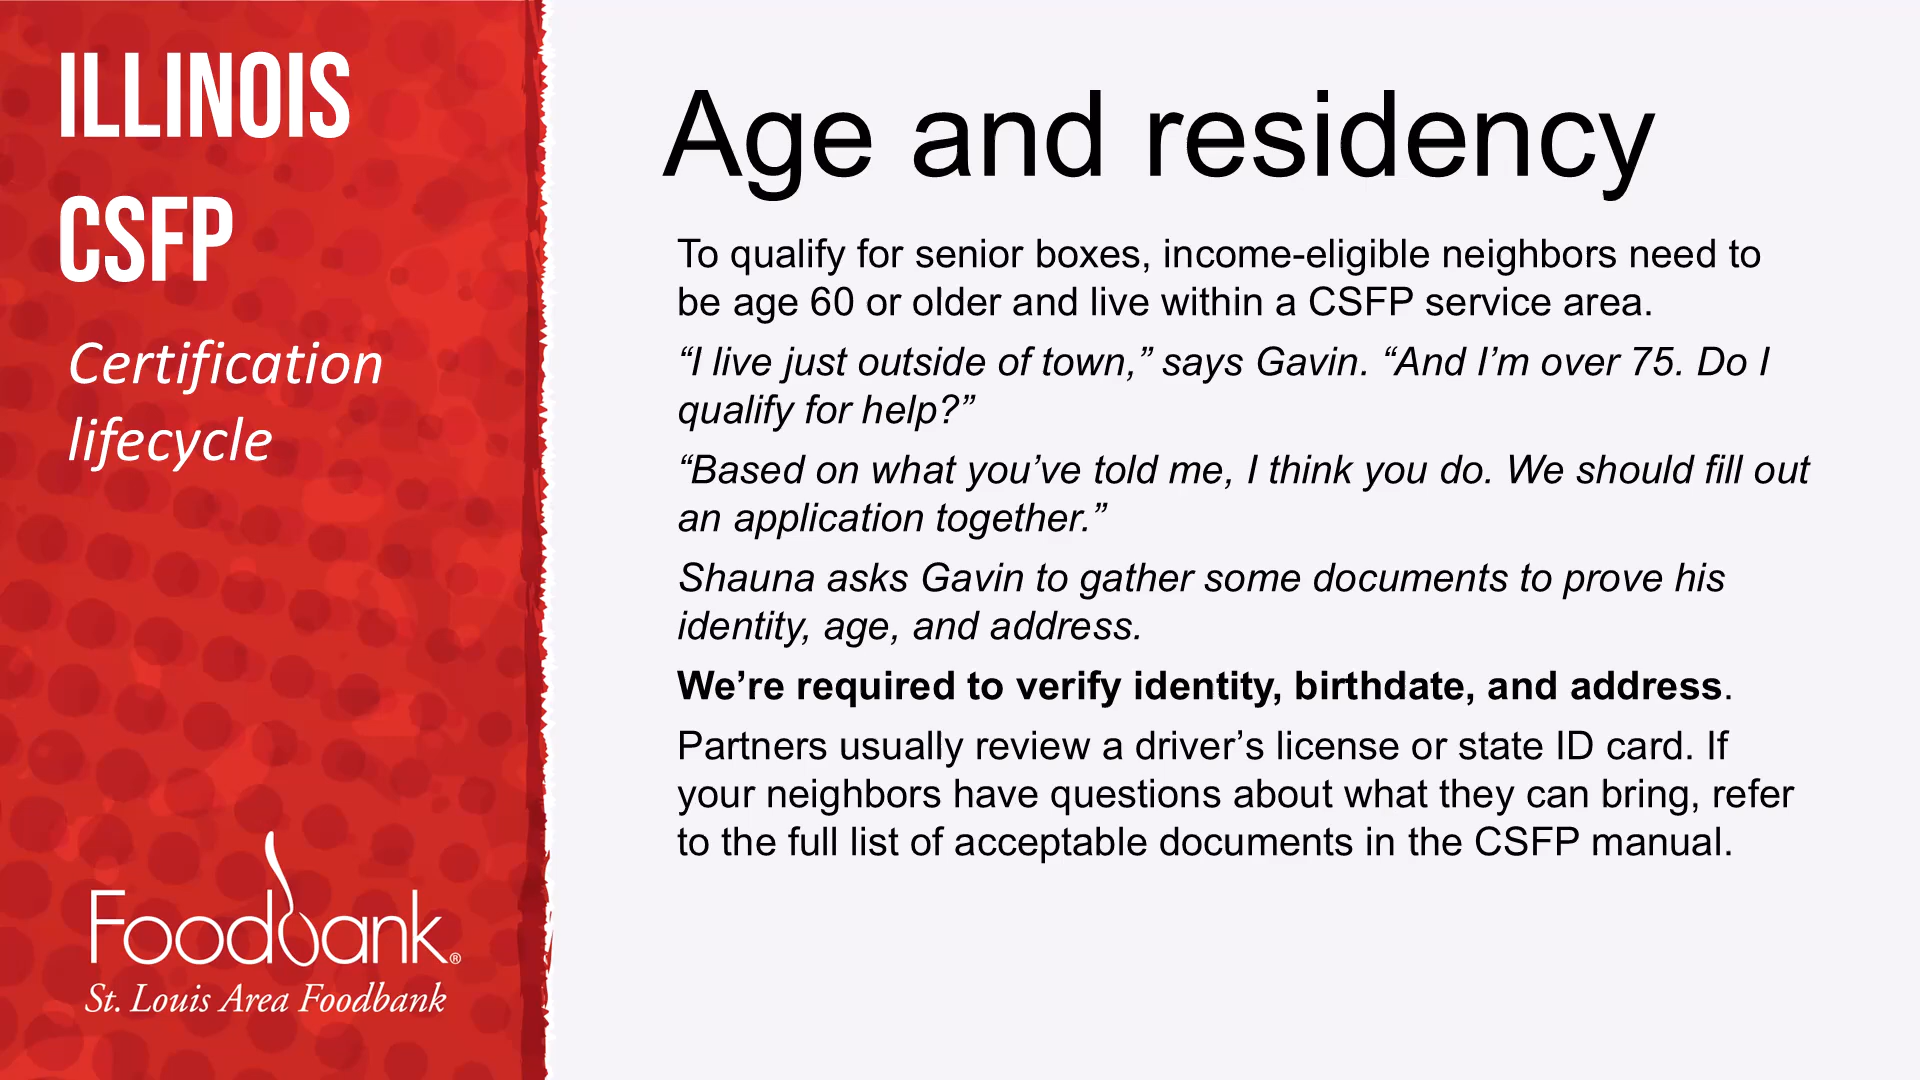 ILLINOIS
CSFP
Certification
lifecycle
Foodbank®
St. Louis Area Foodbank
Age and residency
To qualify for senior boxes, income-eligible neighbors need to
be age 60 or older and live within a CSFP service area.
“I live just outside of town,” says Gavin. “And I’m over 75. Do I
qualify for help?”
“Based on what you’ve told me, I think you do. We should fill out
an application together.”
Shauna asks Gavin to gather some documents to prove his
identity, age, and address.
We’re required to verify identity, birthdate, and address.
Partners usually review a driver’s license or state ID card. If
your neighbors have questions about what they can bring, refer
to the full list of acceptable documents in the CSFP manual.